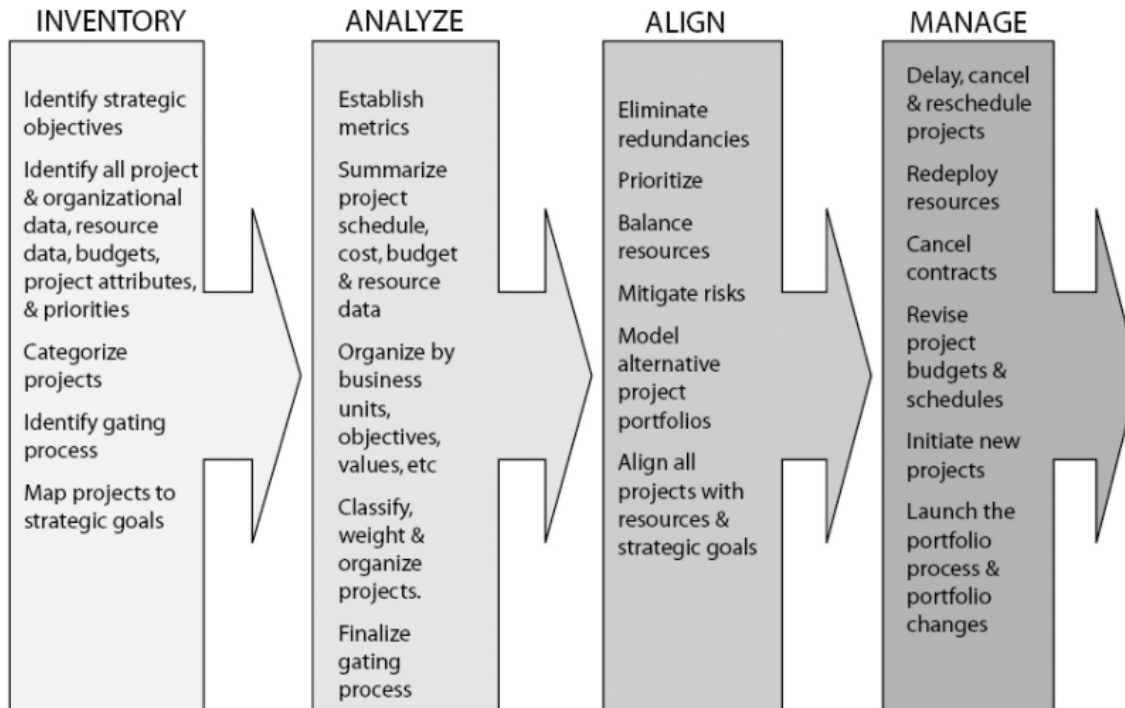 INVENTORY
Identify strategic
objectives
Identify all project
& organizational
data, resource
data, budgets,
project attributes,
& priorities
Categorize
projects
Identify gating
process
Map projects to
strategic goals
ANALYZE
Establish
metrics
Summarize
project
schedule,
cost, budget
& resource
data
Organize by
business
units,
objectives,
values, etc
Classify,
weight &
organize
projects.
Finalize
gating
process
ALIGN
Eliminate
redundancies
Prioritize
Balance
resources
Mitigate risks
Model
alternative
project
portfolios
Align all
projects with
resources &
strategic goals
MANAGE
Delay, cancel
& reschedule
projects
Redeploy
resources
Cancel
contracts
Revise
project
budgets &
schedules
Initiate new
projects
Launch the
portfolio
process &
portfolio
changes